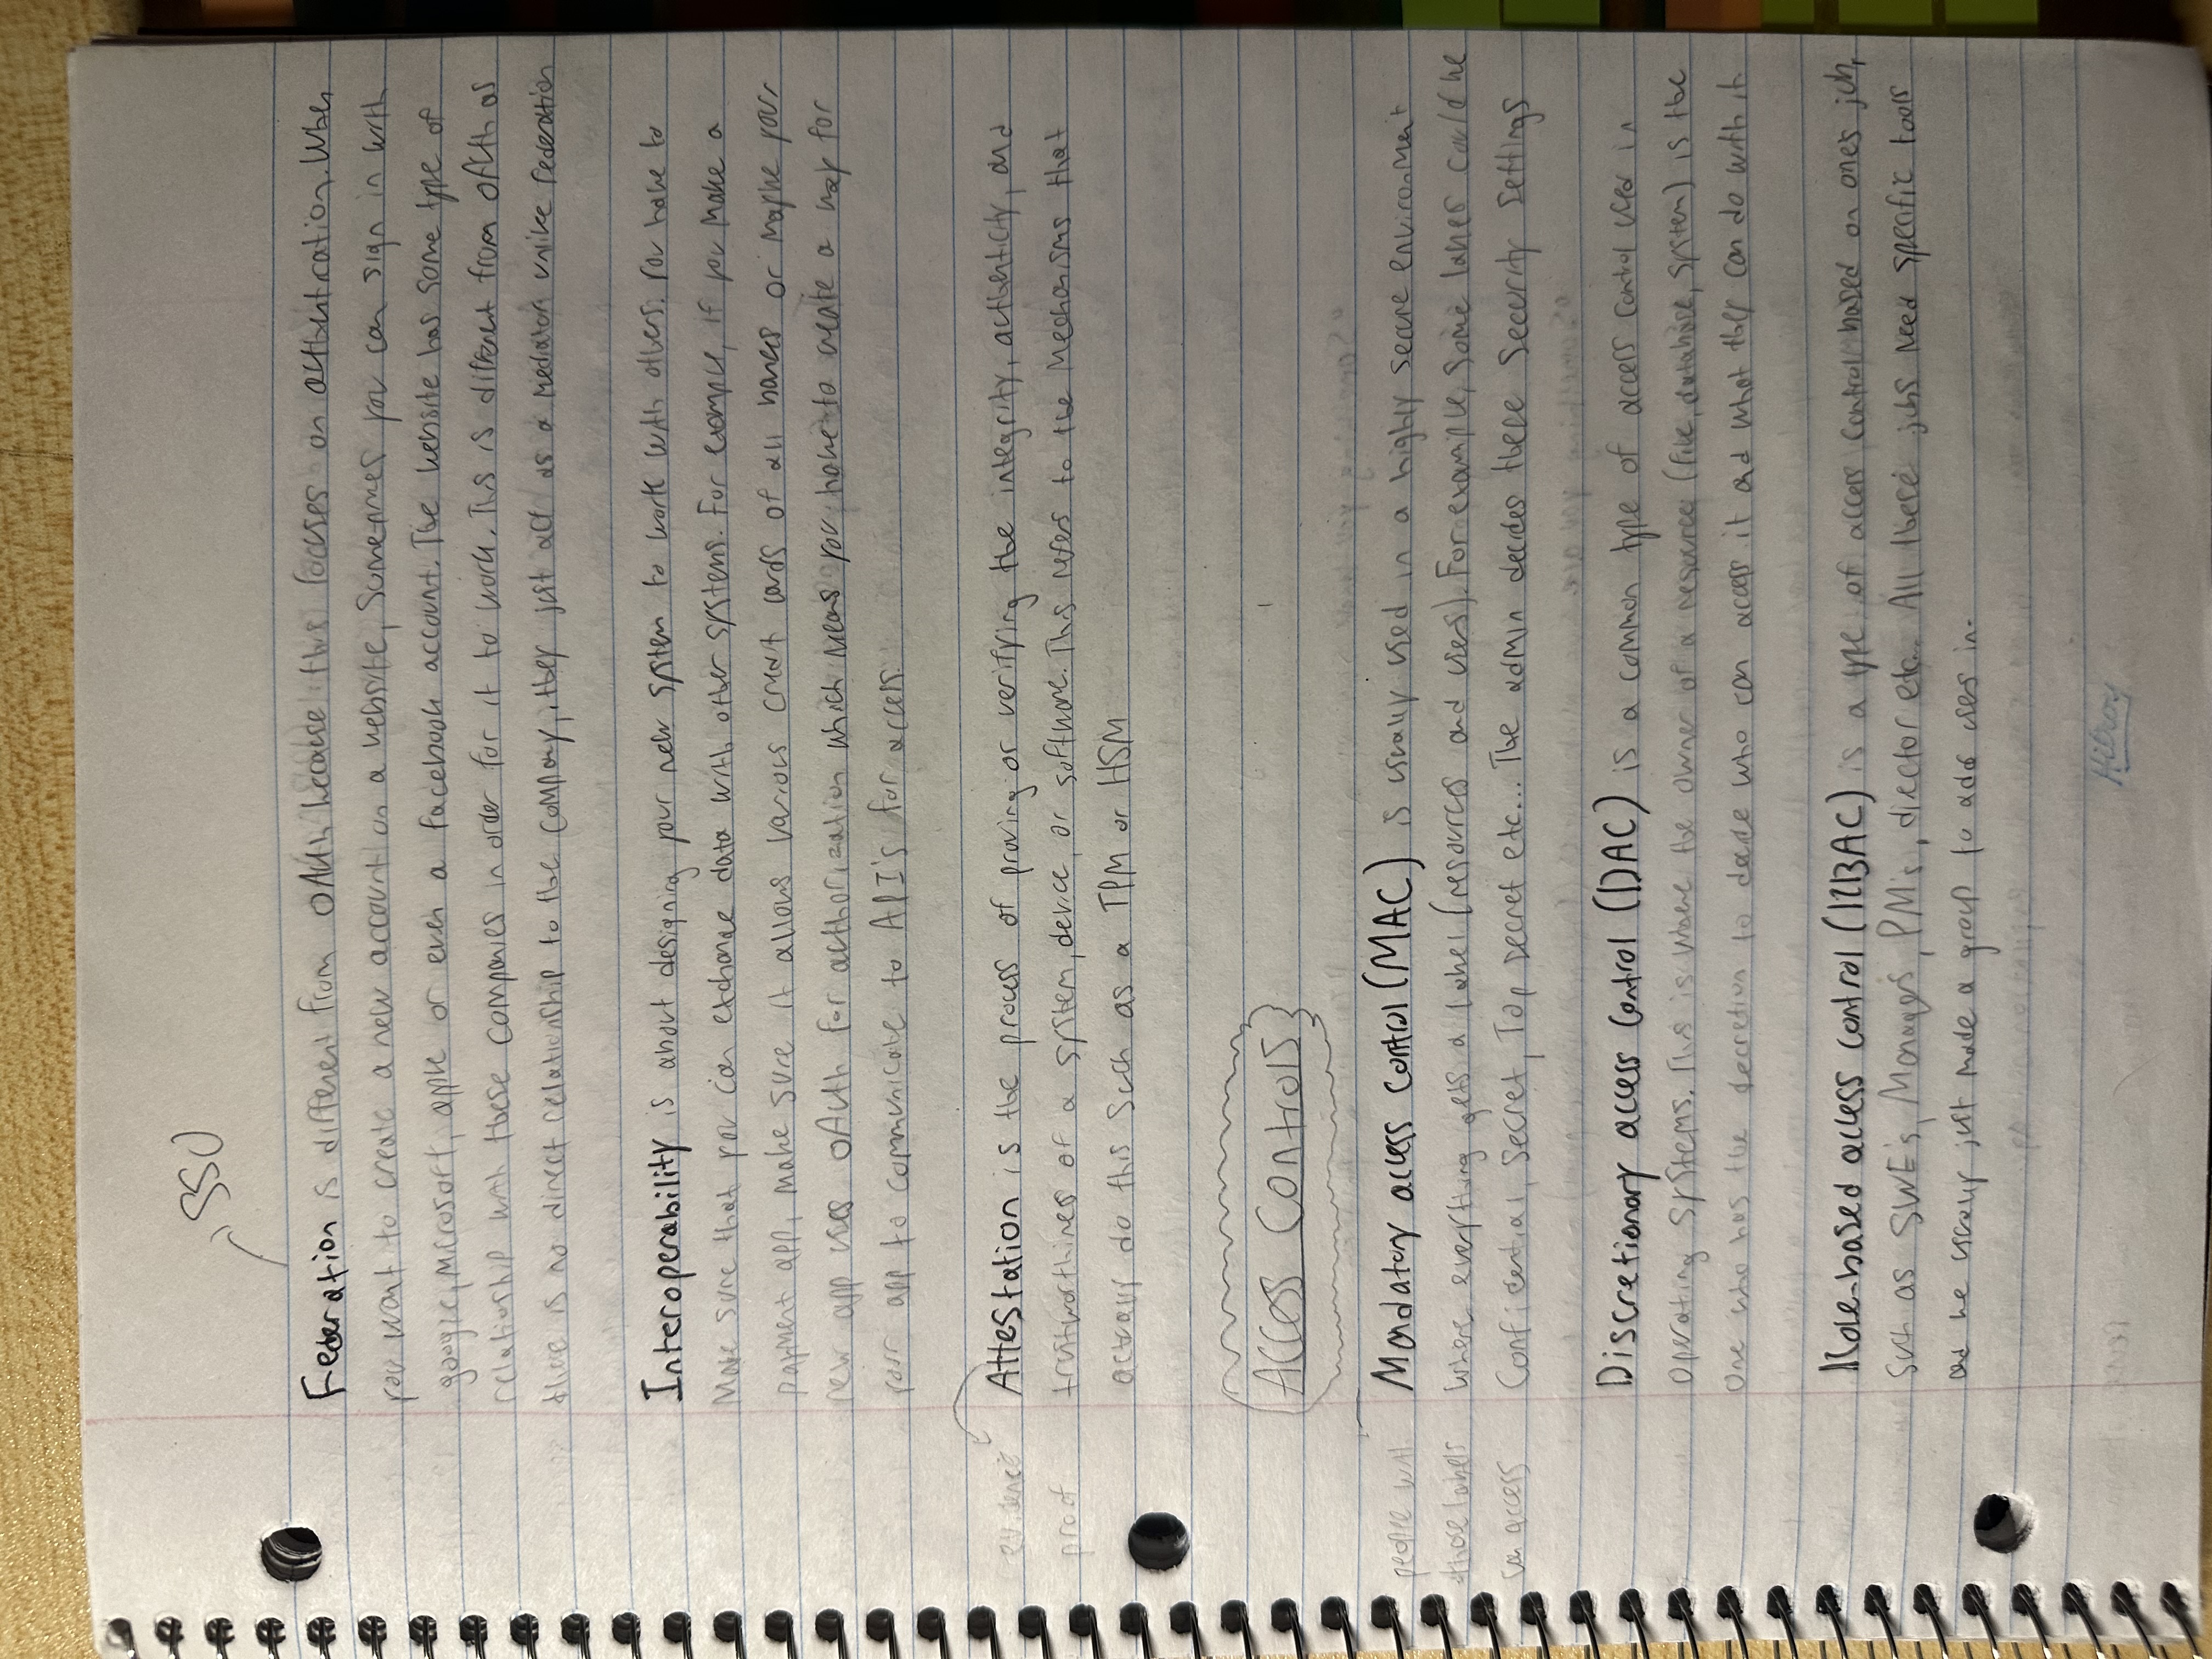 SSO
Federation is different from OAuth because this focuses on authentication. When
you want to create a new account on a website, sometimes you can sign in with
google, Microsoft, apple or even a facebook account. The website has some type of
relatiowship with these companies in order for it to work. This is different from OAuth as
there is no direct relationship to the company, they just act as a mediator unlike federation
Interoperability is about designing your new system to work with others. You have to
Make sure that you can exchange data with other systems. For example, if you make a
payment app, make sure it allows various credit cards of all banks or maybe your
new app uses OAuth for authorization which means you have to create a way for
your app to communicate to API's for access.
evidence
proof
Attestation is the process of proving or verifying the integrity, authenticity, and
trustworthiness of a system, device, or software. This refers to the Mechanisms that
actually do this such as a TPM or HSM
Access Controls
people with
those labels
can access
Mandatory access control (MAC) is usually used in a highly secure environment
where everything gets a label (resources and users). For example, some labels could be
Confidential, Secret, Top secret etc... The admin decides these Security settings
Discretionary access control (DAC) is a common type of access control used in
Operating systems. This is where the owner of a resource (file, database, system) is the
one who has the decretion to decide who can access it and what they can do with it
Role-based access control (RBAC) is a type of access control based on one's job,
Such as SWE's, Managers, PM's, director etc... All these jobs need specific tools
and we usually just made a group to add users in.
Hilroy